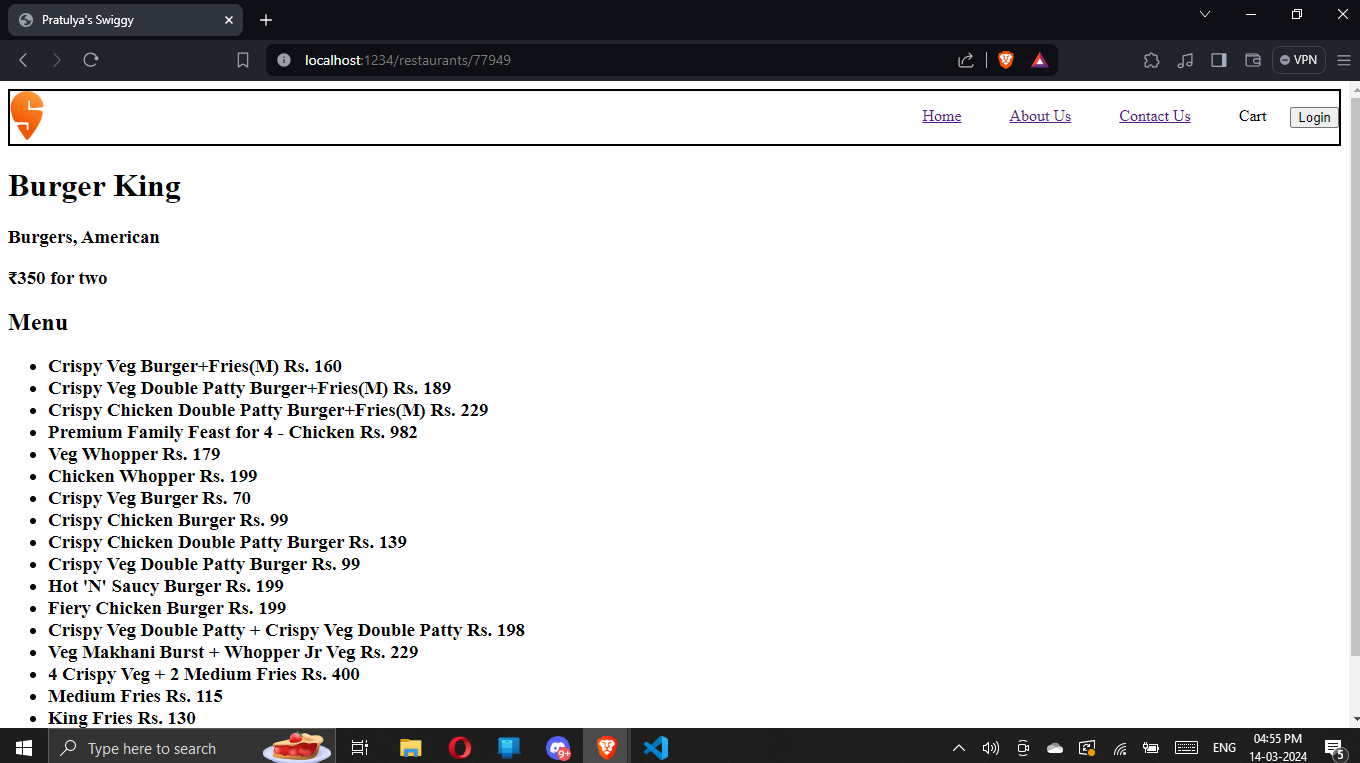 Pratulya's Swiggy
localhost:1234/restaurants/77949
VPN
Home About Us Contact Us Cart Login
Burger King
Burgers, American
₹350 for two
Menu
Crispy Veg Burger+Fries(M) Rs. 160
Crispy Veg Double Patty Burger+Fries(M) Rs. 189
Crispy Chicken Double Patty Burger+Fries(M) Rs. 229
Premium Family Feast for 4 - Chicken Rs. 982
Veg Whopper Rs. 179
Chicken Whopper Rs. 199
Crispy Veg Burger Rs. 70
Crispy Chicken Burger Rs. 99
Crispy Chicken Double Patty Burger Rs. 139
Crispy Veg Double Patty Burger Rs. 99
Hot 'N' Saucy Burger Rs. 199
Fiery Chicken Burger Rs. 199
Crispy Veg Double Patty + Crispy Veg Double Patty Rs. 198
Veg Makhani Burst + Whopper Jr Veg Rs. 229
4 Crispy Veg + 2 Medium Fries Rs. 400
Medium Fries Rs. 115
King Fries Rs. 130
Type here to search
9+
ENG
04:55 PM
14-03-2024
5